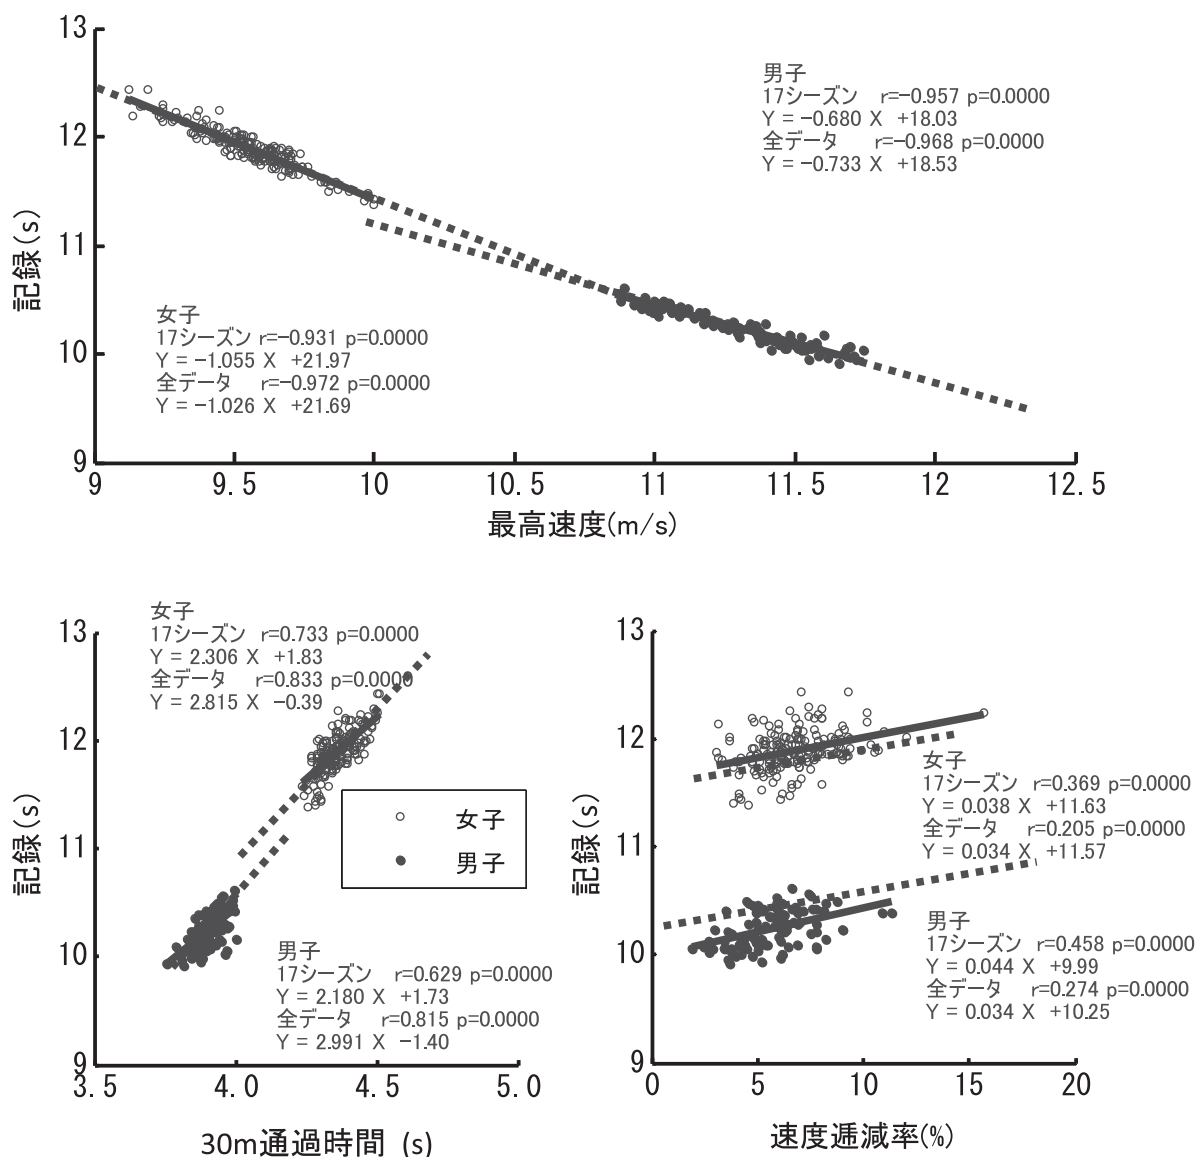 13
12
11
10
9
記録(s)
男子
17シーズン r=−0.957 p=0.0000
Y = −0.680 X +18.03
全データ r=−0.968 p=0.0000
Y = −0.733 X +18.53
女子
17シーズン r=−0.931 p=0.0000
Y = −1.055 X +21.97
全データ r=−0.972 p=0.0000
Y = −1.026 X +21.69
9 9.5 10 10.5 11 11.5 12 12.5
最高速度(m/s)
女子
17シーズン r=0.733 p=0.0000
Y = 2.306 X +1.83
全データ r=0.833 p=0.0000
Y = 2.815 X −0.39
13
12
11
10
9
記録(s)
女子
男子
男子
17シーズン r=0.629 p=0.0000
Y = 2.180 X +1.73
全データ r=0.815 p=0.0000
Y = 2.991 X −1.40
3.5 4.0 4.5 5.0
30m通過時間 (s)
13
12
11
10
9
記録(s)
女子
17シーズン r=0.369 p=0.0000
Y = 0.038 X +11.63
全データ r=0.205 p=0.0000
Y = 0.034 X +11.57
男子
17シーズン r=0.458 p=0.0000
Y = 0.044 X +9.99
全データ r=0.274 p=0.0000
Y = 0.034 X +10.25
0 5 10 15 20
速度逓減率(%)